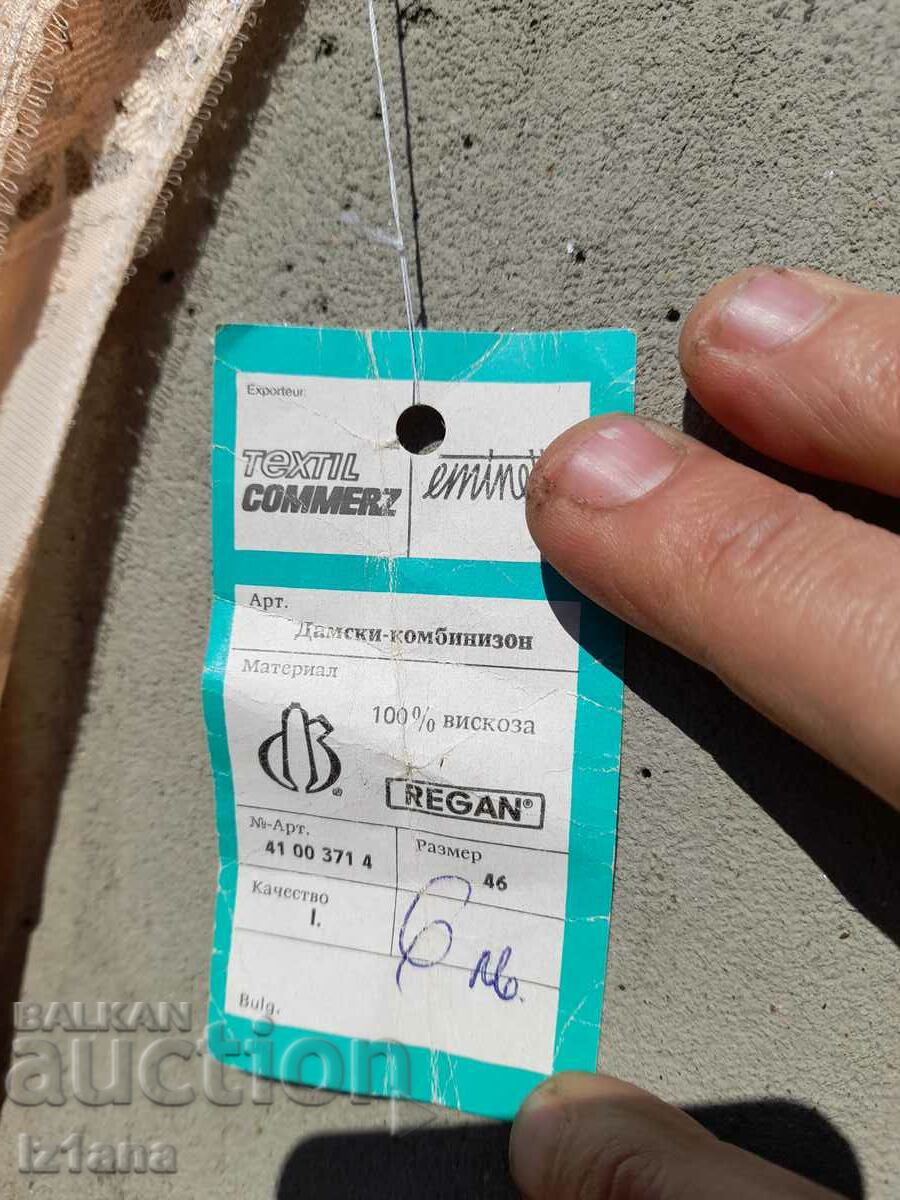 Exporteur:
TEXTIL
COMMERZ
Арт.
Дамски-комбинизон
Материал
100% вискоза
REGAN®
№-Арт.
41 00 371 4
Размер
46
Качество
I.
6 лв.
Bulg.
BALKAN
auction
iz1ana